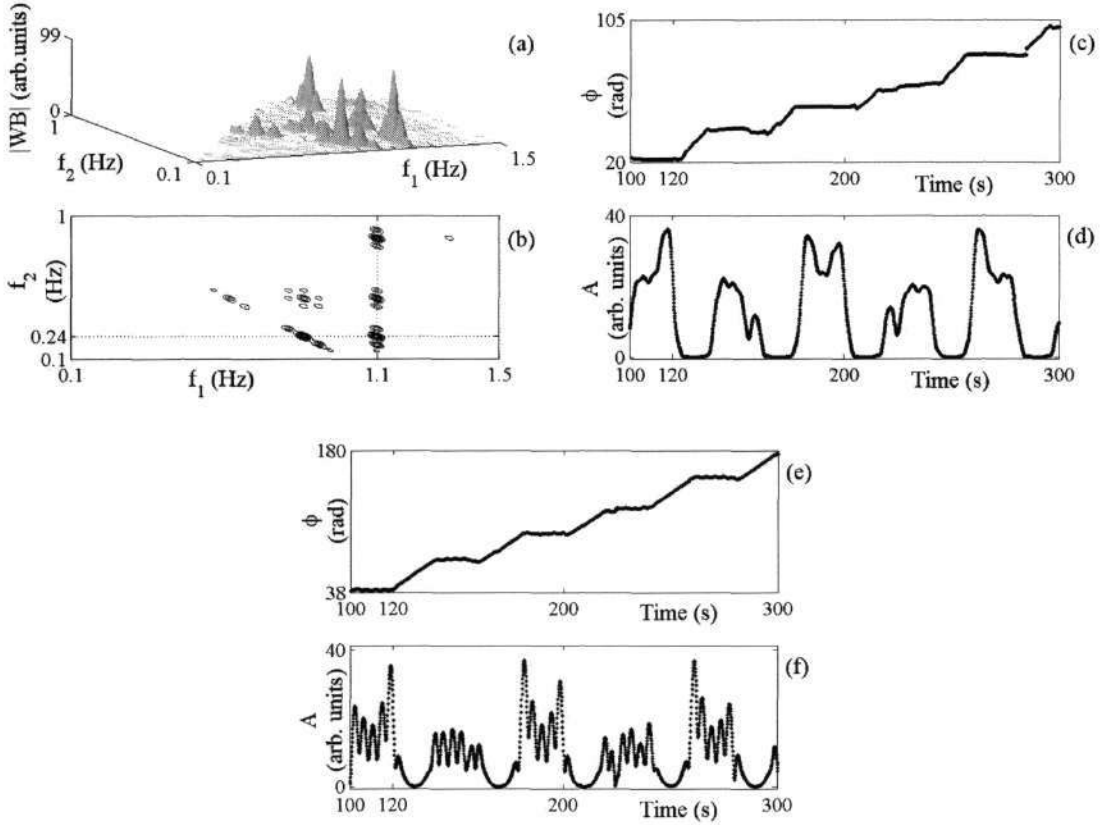 (a)
|WB| (arb.units)
99
0
1
f2 (Hz)
0.1
0.1
f1 (Hz)
1.5
(b)
1
f2
(Hz)
0.24
0.1
0.1
f1 (Hz)
1.1
1.5
(c)
105
ϕ
(rad)
20
100
120
200
Time (s)
300
(d)
40
A
(arb. units)
0
100
120
200
Time (s)
300
(e)
180
ϕ
(rad)
38
100
120
200
Time (s)
300
(f)
40
A
(arb. units)
0
100
120
200
Time (s)
300